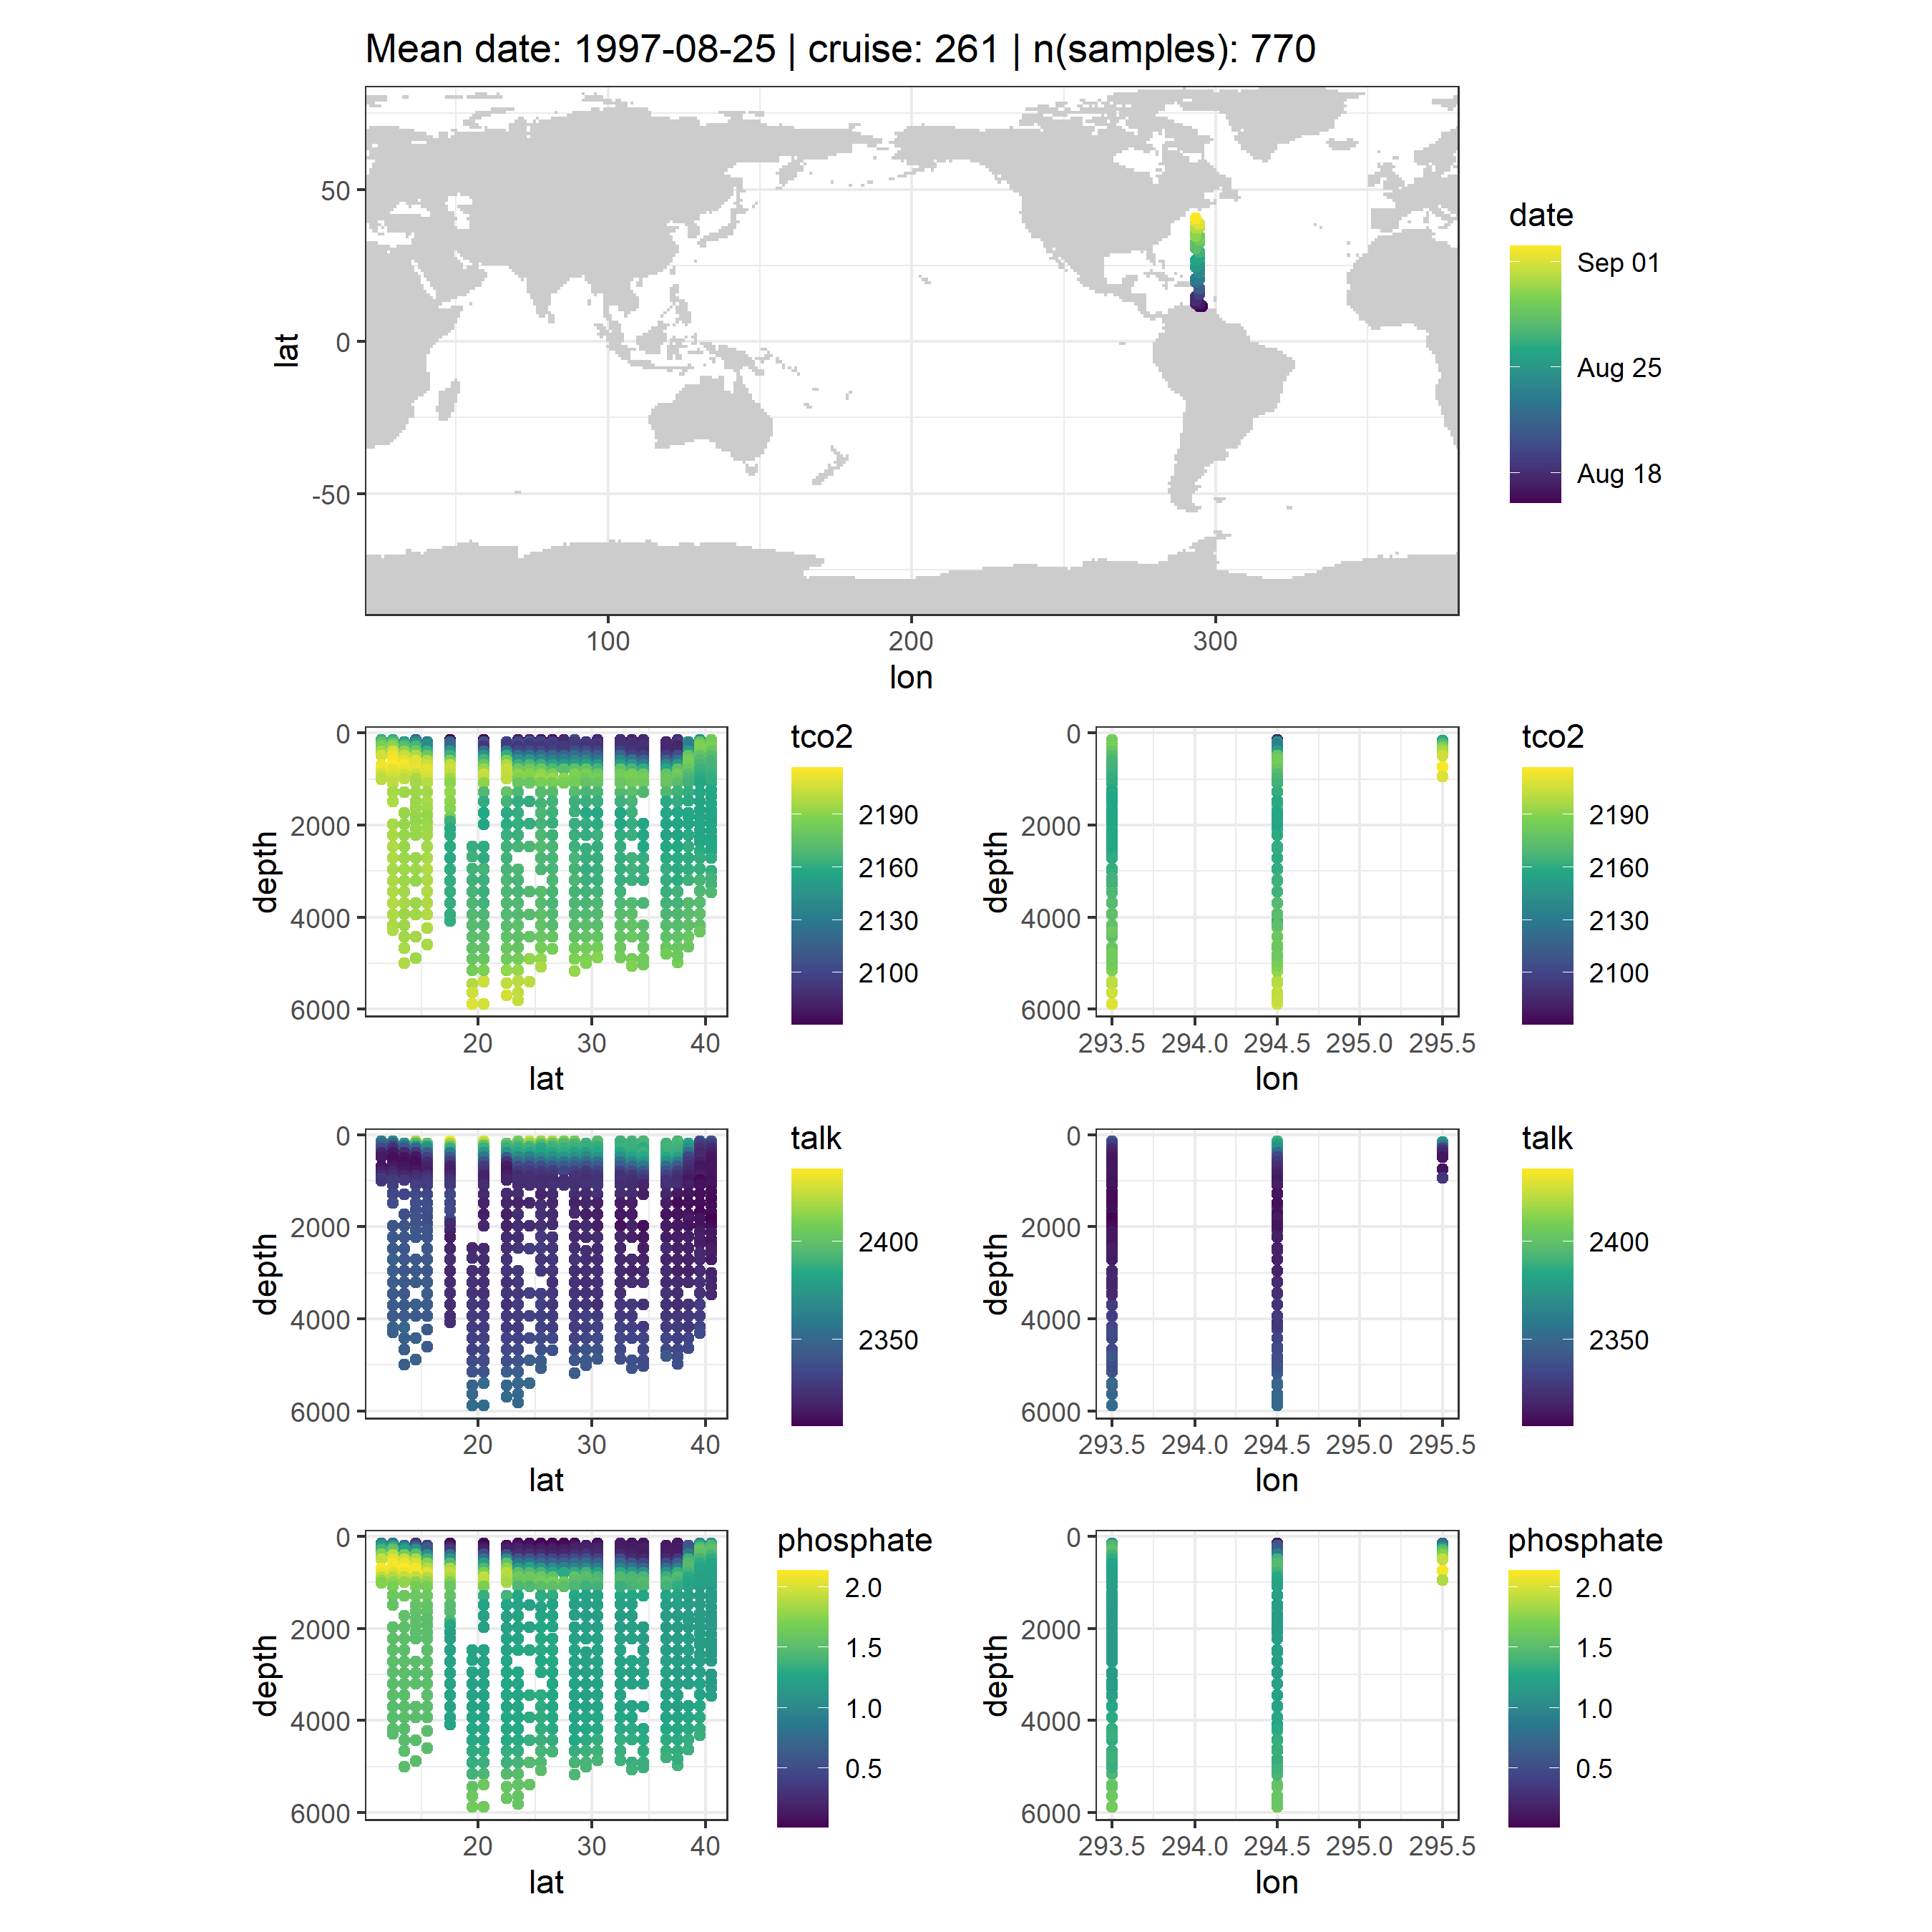 Mean date: 1997-08-25 | cruise: 261 | n(samples): 770
50
0
-50
lat
100 200 300
lon
date
Sep 01
Aug 25
Aug 18
0
2000
4000
6000
depth
20 30 40
lat
tco2
2190
2160
2130
2100
0
2000
4000
6000
depth
293.5 294.0 294.5 295.0 295.5
lon
tco2
2190
2160
2130
2100
0
2000
4000
6000
depth
20 30 40
lat
talk
2400
2350
0
2000
4000
6000
depth
293.5 294.0 294.5 295.0 295.5
lon
talk
2400
2350
0
2000
4000
6000
depth
20 30 40
lat
phosphate
2.0
1.5
1.0
0.5
0
2000
4000
6000
depth
293.5 294.0 294.5 295.0 295.5
lon
phosphate
2.0
1.5
1.0
0.5